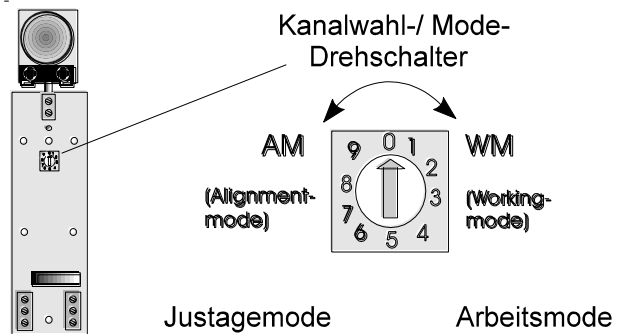 Kanalwahl-/ Mode-
Drehschalter
AM
WM
0
1
2
3
4
5
6
7
8
9
(Alignment-
mode)
(Working-
mode)
Justagemode
Arbeitsmode